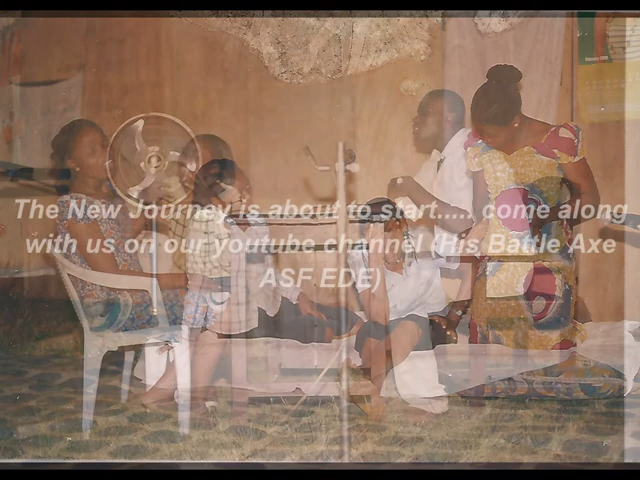 The New Journey is about to start..... come along
with us on our youtube channel (His Battle Axe
ASF EDE)